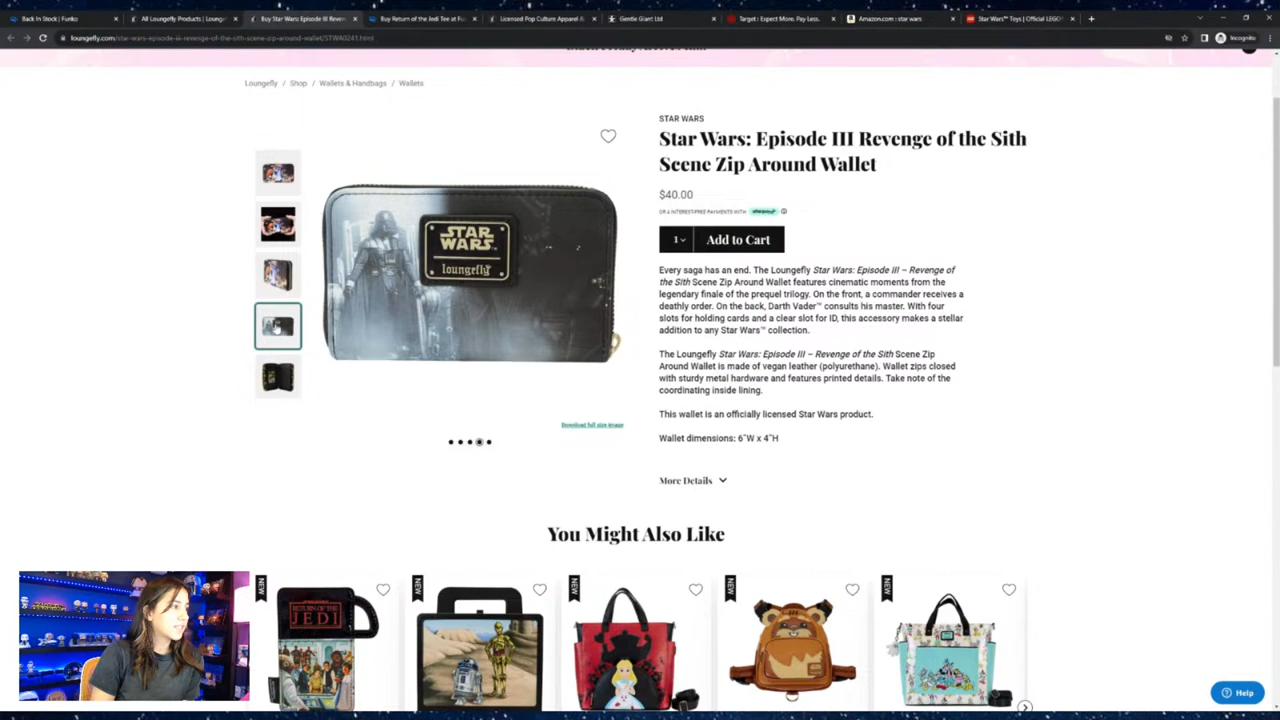 Back In Stock | Funko
All Loungefly Products | Loungef
Buy Star Wars: Episode III Reven
Buy Return of the Jedi Tee at Fu
Licensed Pop Culture Apparel &
Gentle Giant Ltd
Target : Expect More. Pay Less.
Amazon.com : star wars
Star Wars™ Toys | Official LEGO®
loungefly.com/star-wars-episode-iii-revenge-of-the-sith-scene-zip-around-wallet/STWA0241.html
Incognito
Loungefly / Shop / Wallets & Handbags / Wallets
STAR WARS
Star Wars: Episode III Revenge of the Sith
Scene Zip Around Wallet
$40.00
OR 4 INTEREST-FREE PAYMENTS WITH afterpay
1
Add to Cart
Every saga has an end. The Loungefly Star Wars: Episode III – Revenge of
the Sith Scene Zip Around Wallet features cinematic moments from the
legendary finale of the prequel trilogy. On the front, a commander receives a
deathly order. On the back, Darth Vader™ consults his master. With four
slots for holding cards and a clear slot for ID, this accessory makes a stellar
addition to any Star Wars™ collection.
The Loungefly Star Wars: Episode III – Revenge of the Sith Scene Zip
Around Wallet is made of vegan leather (polyurethane). Wallet zips closed
with sturdy metal hardware and features printed details. Take note of the
coordinating inside lining.
This wallet is an officially licensed Star Wars product.
Wallet dimensions: 6"W x 4"H
More Details
STAR
WARS
loungefly
Download full size image
You Might Also Like
NEW
NEW
NEW
NEW
NEW
RETURN OF THE
JEDI
Help